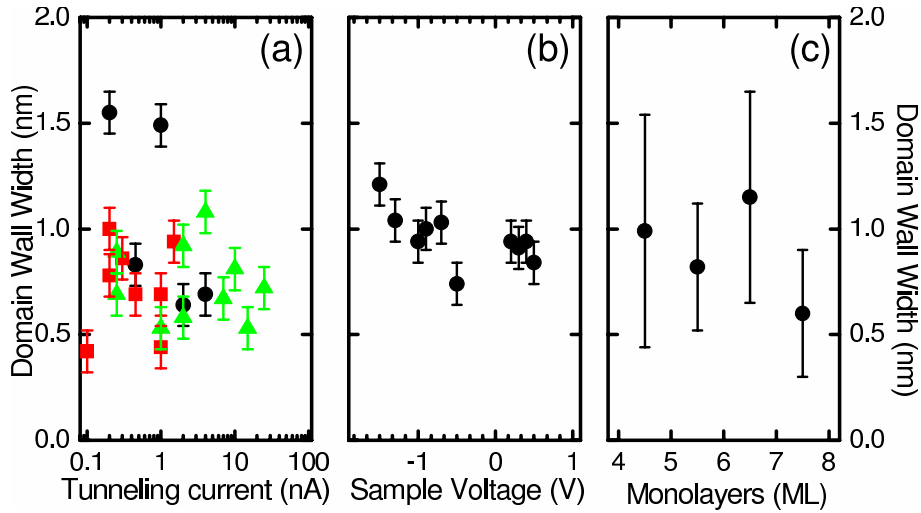 2.0
(a)
(b)
(c)
2.0
1.5
1.5
1.0
1.0
0.5
0.5
0.0
0.0
Domain Wall Width (nm)
Domain Wall Width (nm)
0.1 1 10 100
-1 0 1
4 5 6 7 8
Tunneling current (nA)
Sample Voltage (V)
Monolayers (ML)